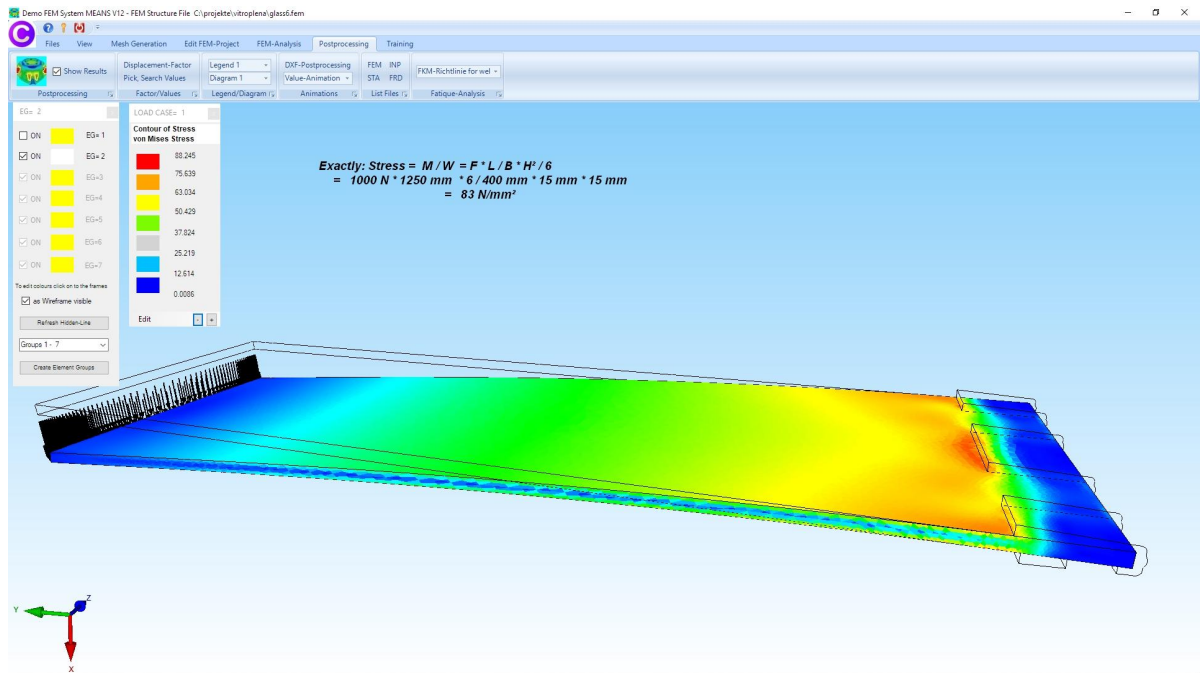 Demo FEM System MEANS V12 - FEM Structure File C:\projekte\vitroplena\glass6.fem
Files View Mesh Generation Edit FEM-Project FEM-Analysis Postprocessing Training
Show Results
Postprocessing
Displacement-Factor
Pick, Search Values
Factor/Values
Legend 1
Diagram 1
Legend/Diagram
DXF-Postprocessing
Value-Animation
Animations
FEM INP
STA FRD
List Files
FKM-Richtlinie for wel
Fatique-Analysis
EG= 2
ON EG= 1
ON EG= 2
ON EG=3
ON EG=4
ON EG=5
ON EG=6
ON EG=7
To edit colours click on to the frames
as Wireframe visible
Refresh Hidden-Line
Groups 1 - 7
Create Element Groups
LOAD CASE= 1
Contour of Stress
von Mises Stress
88.245
75.639
63.034
50.429
37.824
25.219
12.614
0.0086
Edit - +
Exactly: Stress = M / W = F * L / B * H² / 6
= 1000 N * 1250 mm * 6 / 400 mm * 15 mm * 15 mm
= 83 N/mm²
Z
Y
X